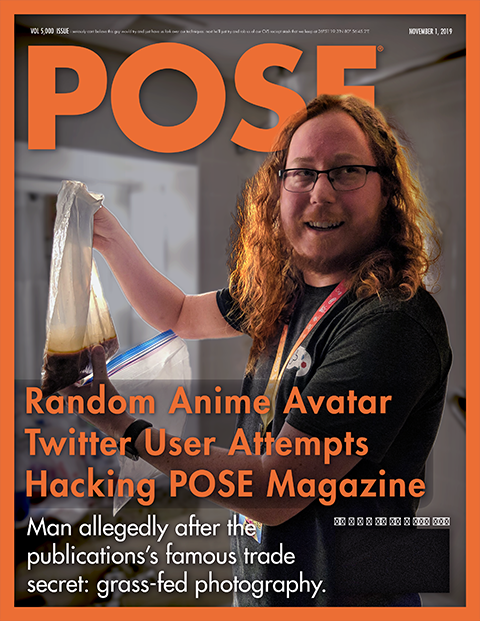 VOL 5,000 ISSUE
NOVEMBER 1, 2019
POSE
Random Anime Avatar
Twitter User Attempts
Hacking POSE Magazine
Man allegedly after the
publications's famous trade
secret: grass-fed photography.